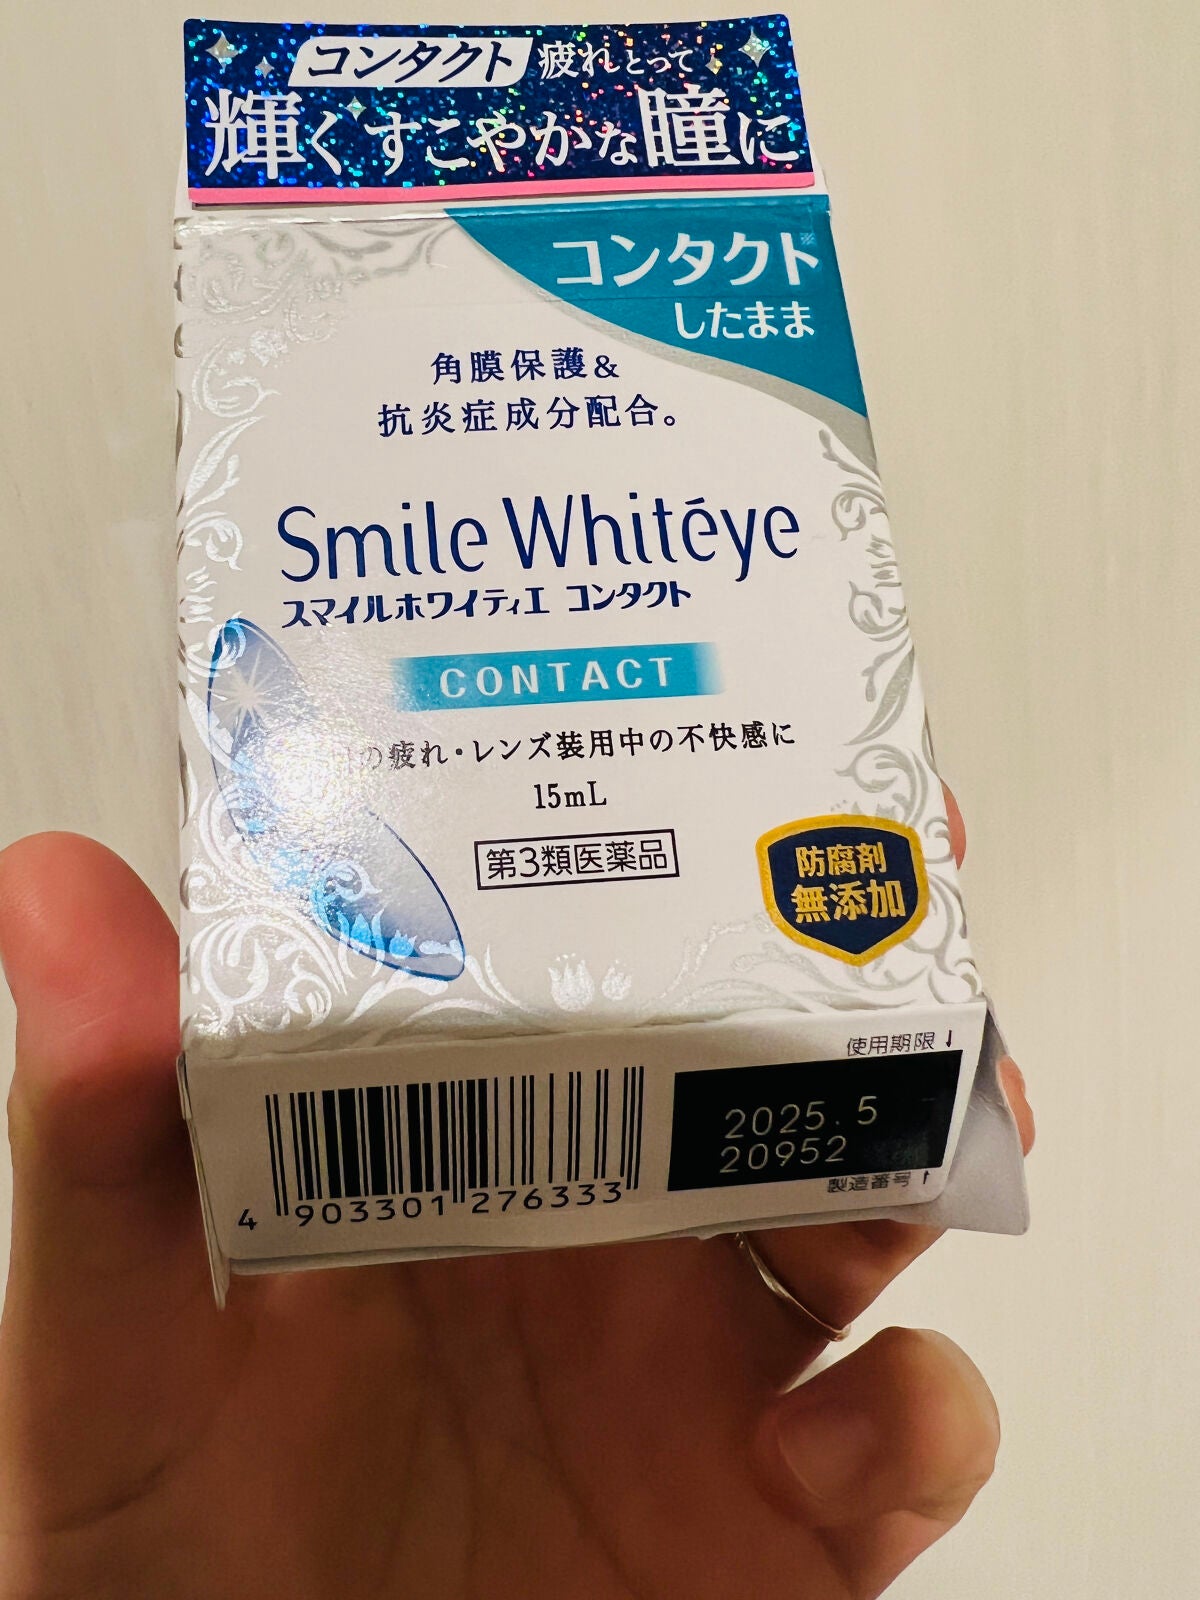 コンタクト 疲れとって
輝くすこやかな瞳に
コンタクト※
したまま
角膜保護&
抗炎症成分配合。
Smile Whitéye
スマイルホワイティエ コンタクト
CONTACT
の疲れ・レンズ装用中の不快感に
15mL
第3類医薬品
防腐剤
無添加
使用期限↓
2025.5
20952
製造番号↑
4 903301 276333